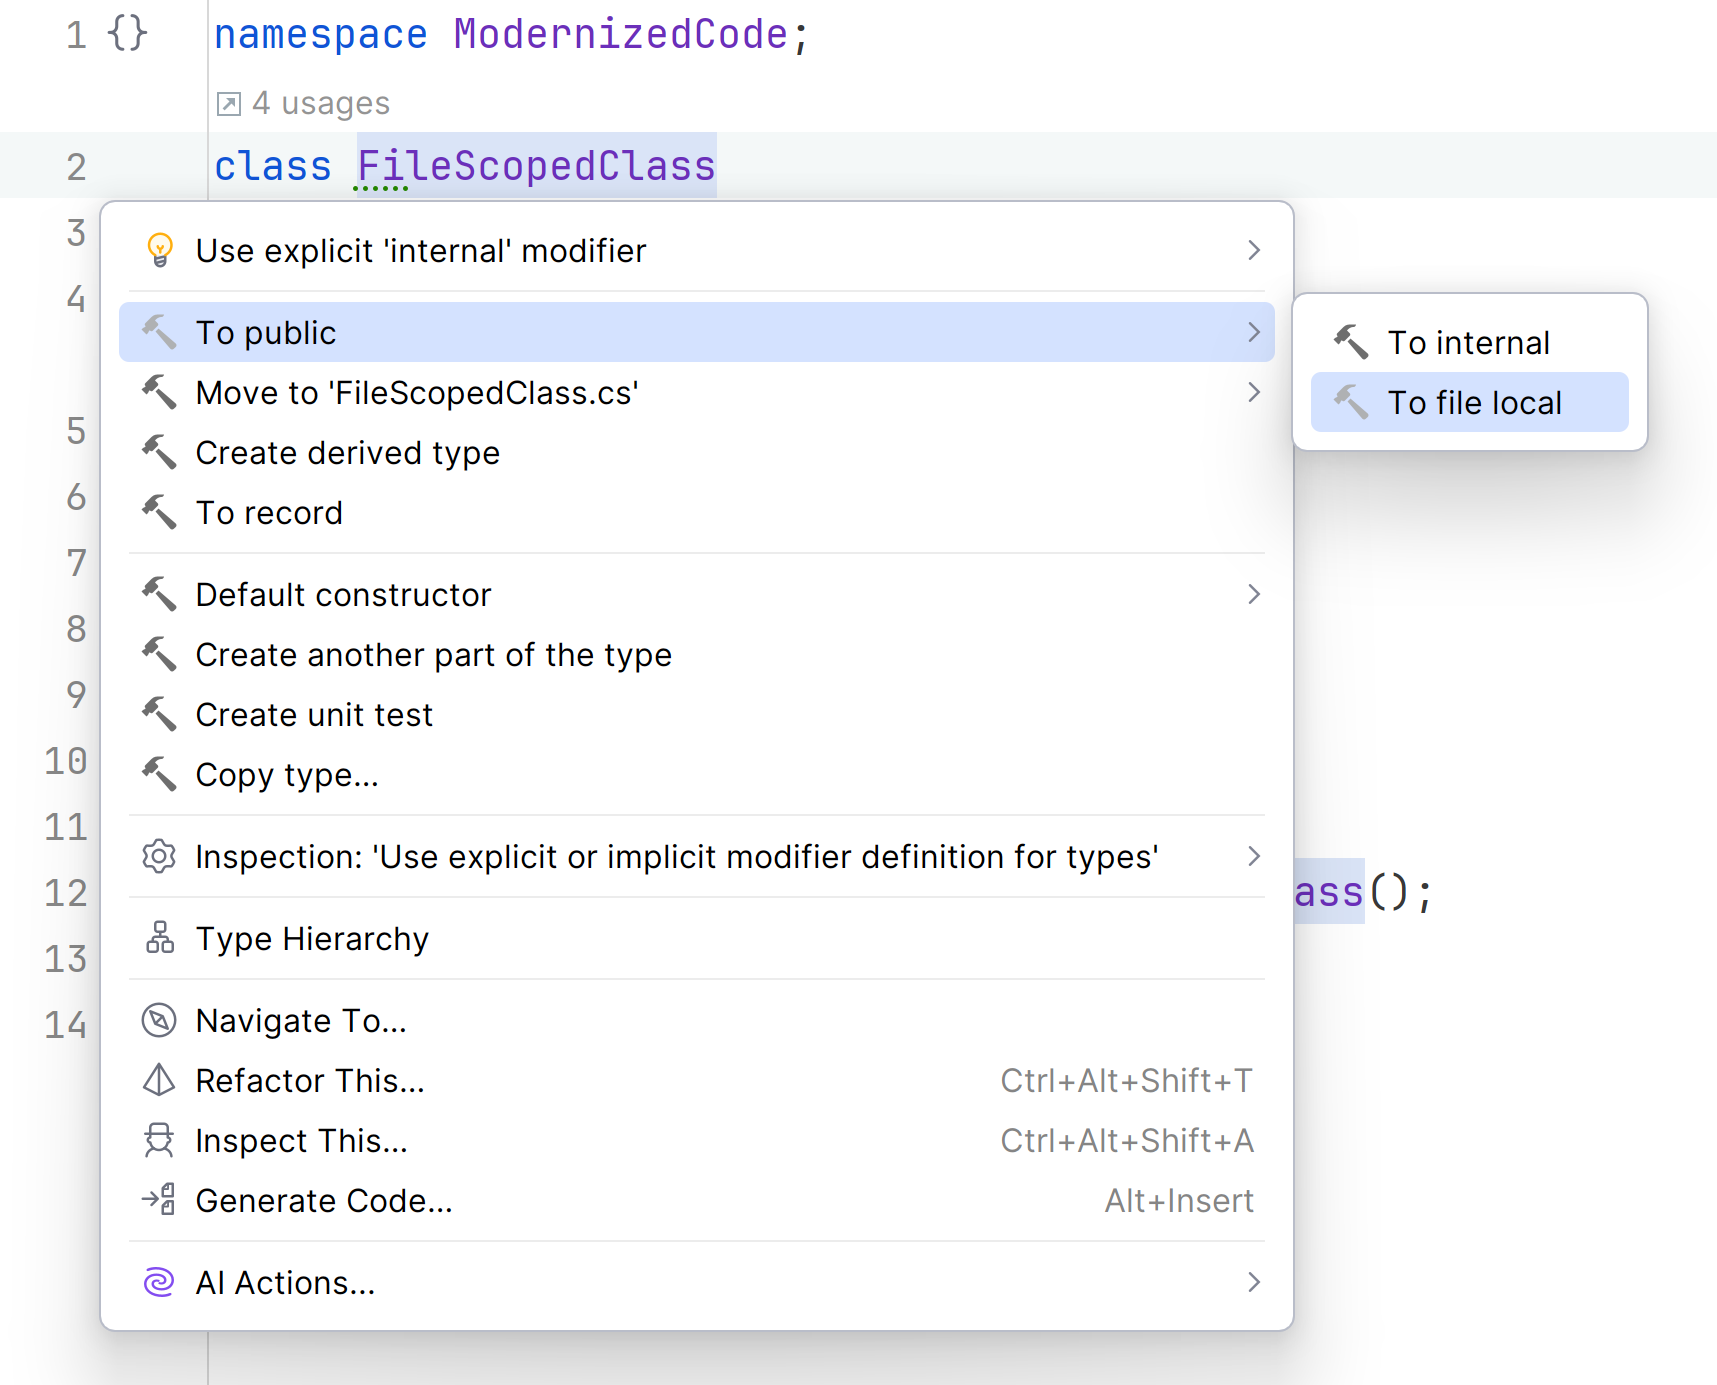 1 {} namespace ModernizedCode;
4 usages
2 class FileScopedClass
3
4
5
6
7
8
9
10
11
12 ass();
13
14
Use explicit 'internal' modifier
To public
Move to 'FileScopedClass.cs'
Create derived type
To record
Default constructor
Create another part of the type
Create unit test
Copy type...
Inspection: 'Use explicit or implicit modifier definition for types'
Type Hierarchy
Navigate To...
Refactor This... Ctrl+Alt+Shift+T
Inspect This... Ctrl+Alt+Shift+A
Generate Code... Alt+Insert
AI Actions...
To internal
To file local